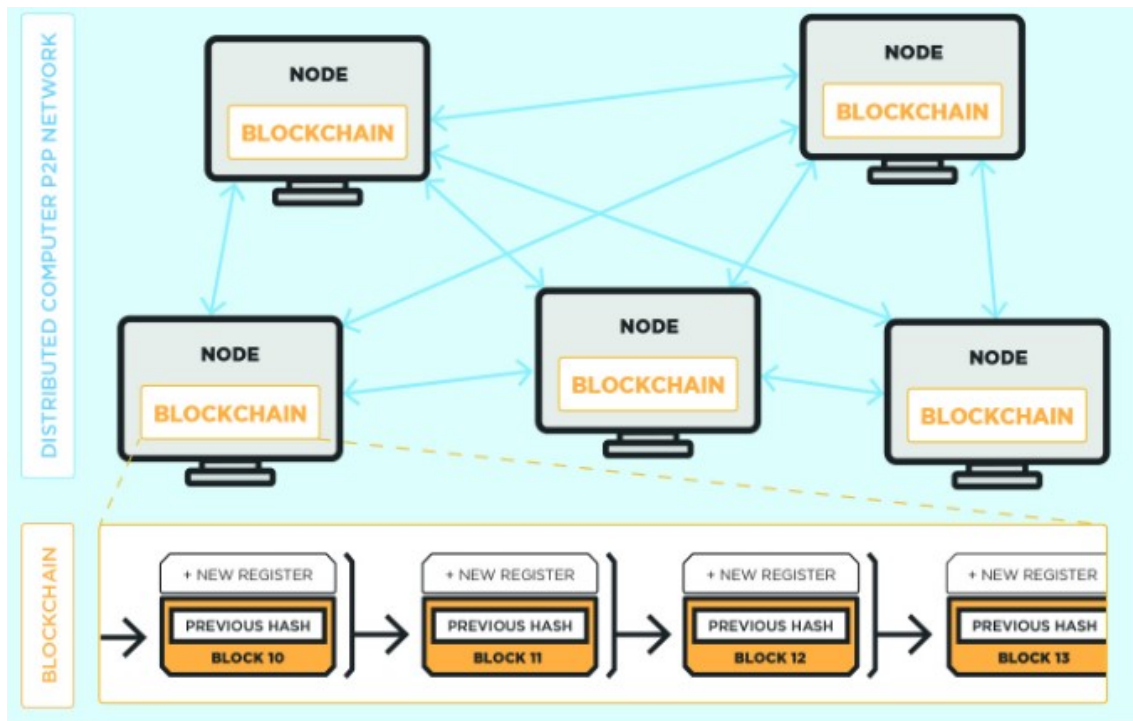 DISTRIBUTED COMPUTER P2P NETWORK
NODE
BLOCKCHAIN
NODE
BLOCKCHAIN
NODE
BLOCKCHAIN
NODE
BLOCKCHAIN
NODE
BLOCKCHAIN
BLOCKCHAIN
+ NEW REGISTER
PREVIOUS HASH
BLOCK 10
+ NEW REGISTER
PREVIOUS HASH
BLOCK 11
+ NEW REGISTER
PREVIOUS HASH
BLOCK 12
+ NEW REGISTER
PREVIOUS HASH
BLOCK 13